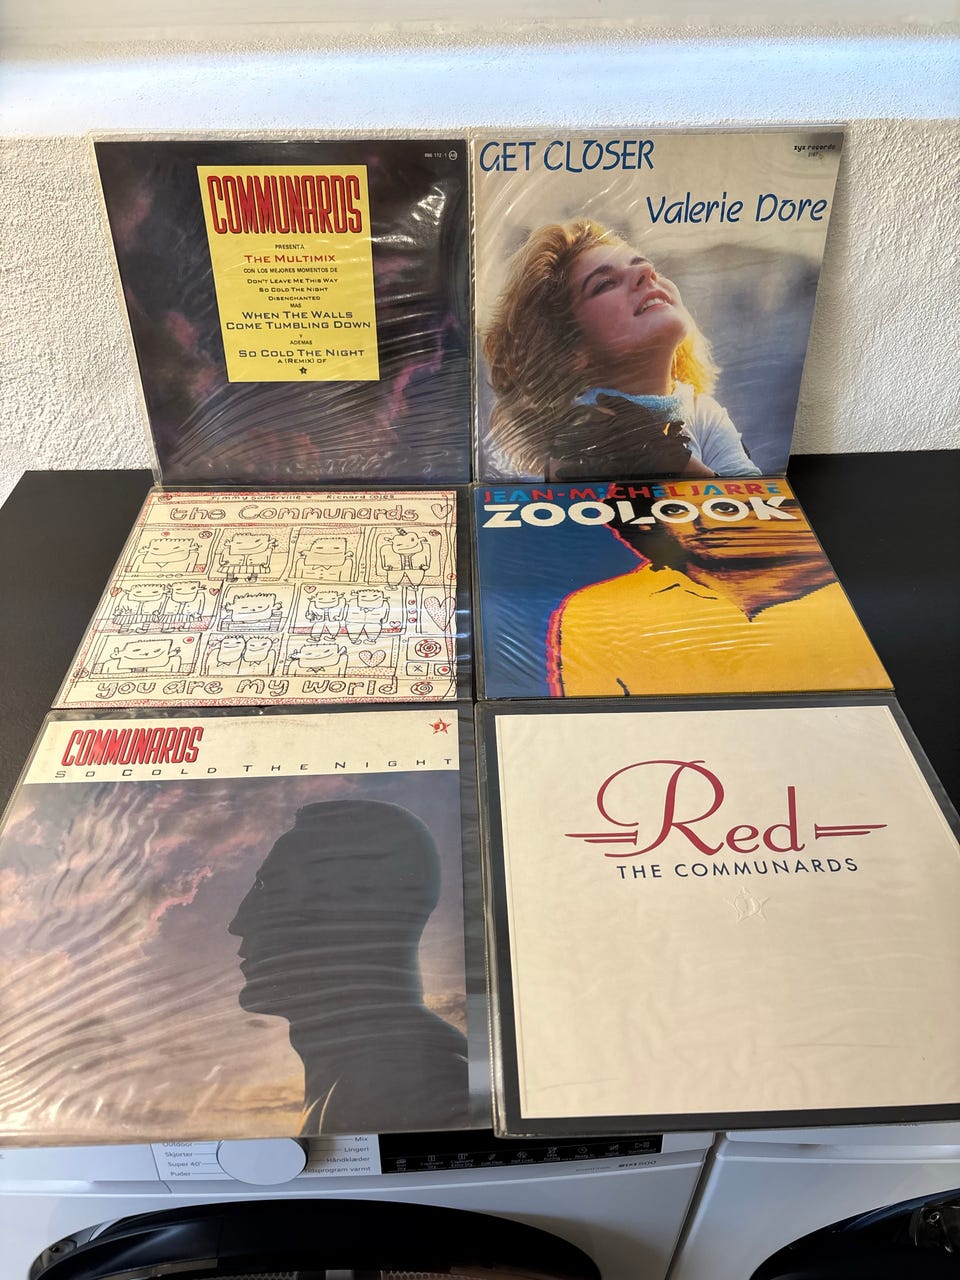 COMMUNARDS
PRESENTA
THE MULTIMIX
CON LOS MEJORES MOMENTOS DE
DON'T LEAVE ME THIS WAY
SO COLD THE NIGHT
DISENCHANTED
MAS
WHEN THE WALLS
COME TUMBLING DOWN
Y
ADEMAS
SO COLD THE NIGHT
A (REMIX) OF
GET CLOSER
Valerie Dore
zyx records
Jimmy Somerville Richard Coles
the Communards
you are my world
JEAN-MICHEL JARRE
ZOOLOOK
COMMUNARDS
SO COLD THE NIGHT
Red
THE COMMUNARDS
Outdoor
Skjorter
Super 40'
Puder
Mix
Lingeri
Håndklæder
Tidsprogram varmt